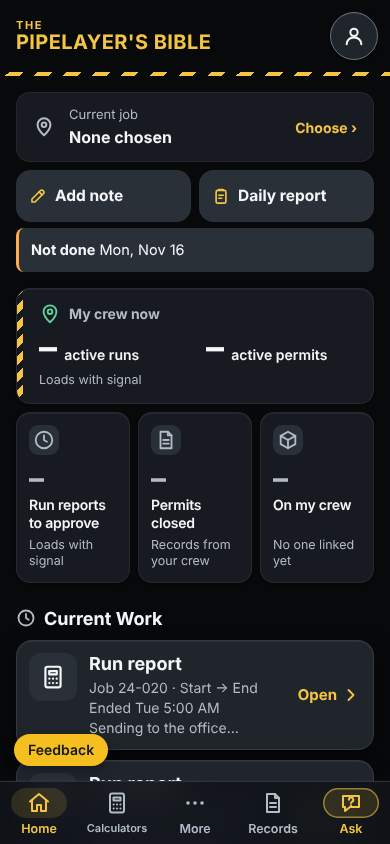 THE
PIPELAYER'S BIBLE
Current job
None chosen
Choose ›
Add note
Daily report
Not done Mon, Nov 16
My crew now
– active runs
– active permits
Loads with signal
–
Run reports
to approve
Loads with
signal
–
Permits
closed
Records from
your crew
–
On my crew
No one linked
yet
Current Work
Run report
Job 24-020 · Start → End
Ended Tue 5:00 AM
Sending to the office...
Open
Feedback
Run report
Home
Calculators
More
Records
Ask